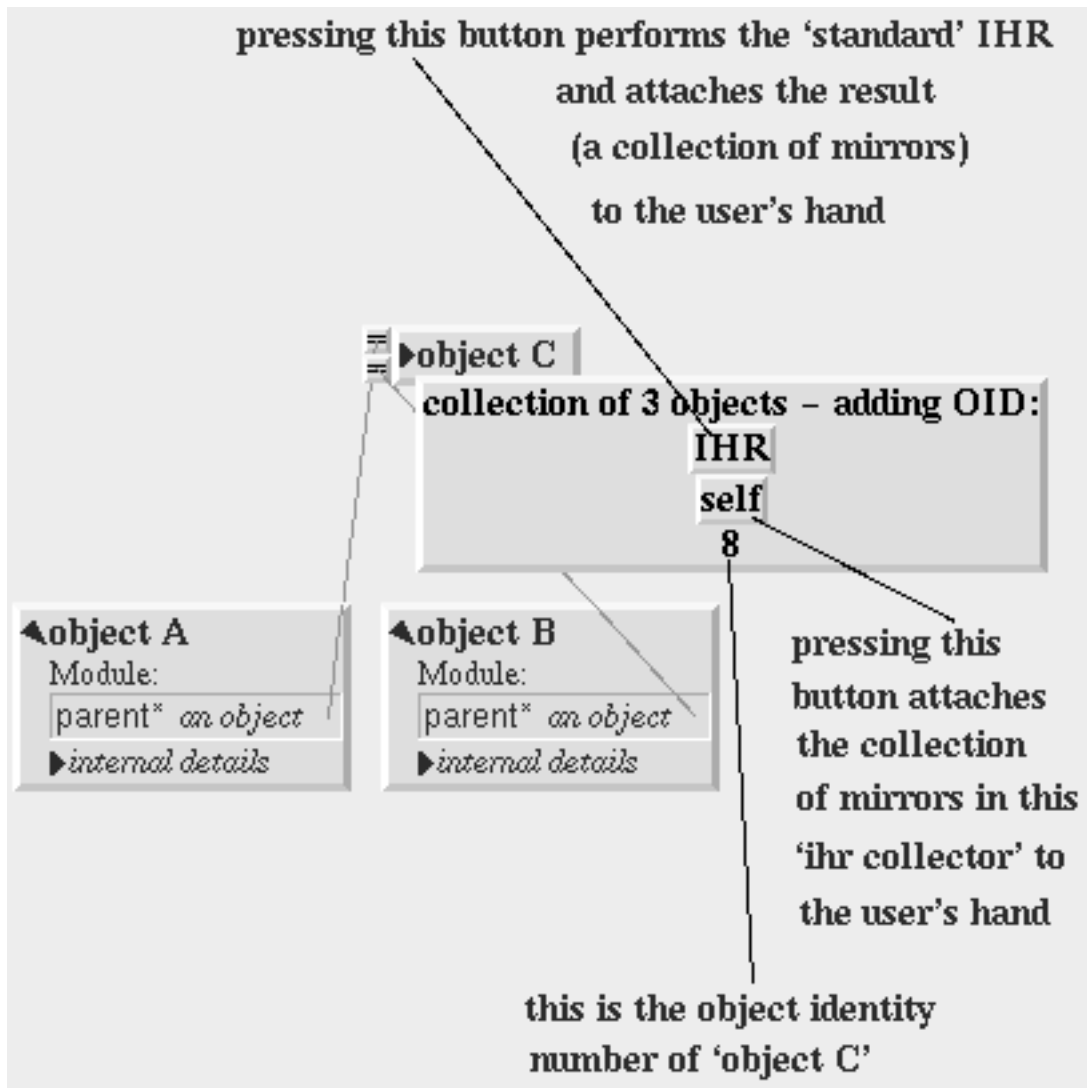 pressing this button performs the ‘standard’ IHR
and attaches the result
(a collection of mirrors)
to the user’s hand
object C
collection of 3 objects – adding OID:
IHR
self
8
object A
Module:
parent* an object
internal details
object B
Module:
parent* an object
internal details
pressing this
button attaches
the collection
of mirrors in this
‘ihr collector’ to
the user’s hand
this is the object identity
number of ‘object C’